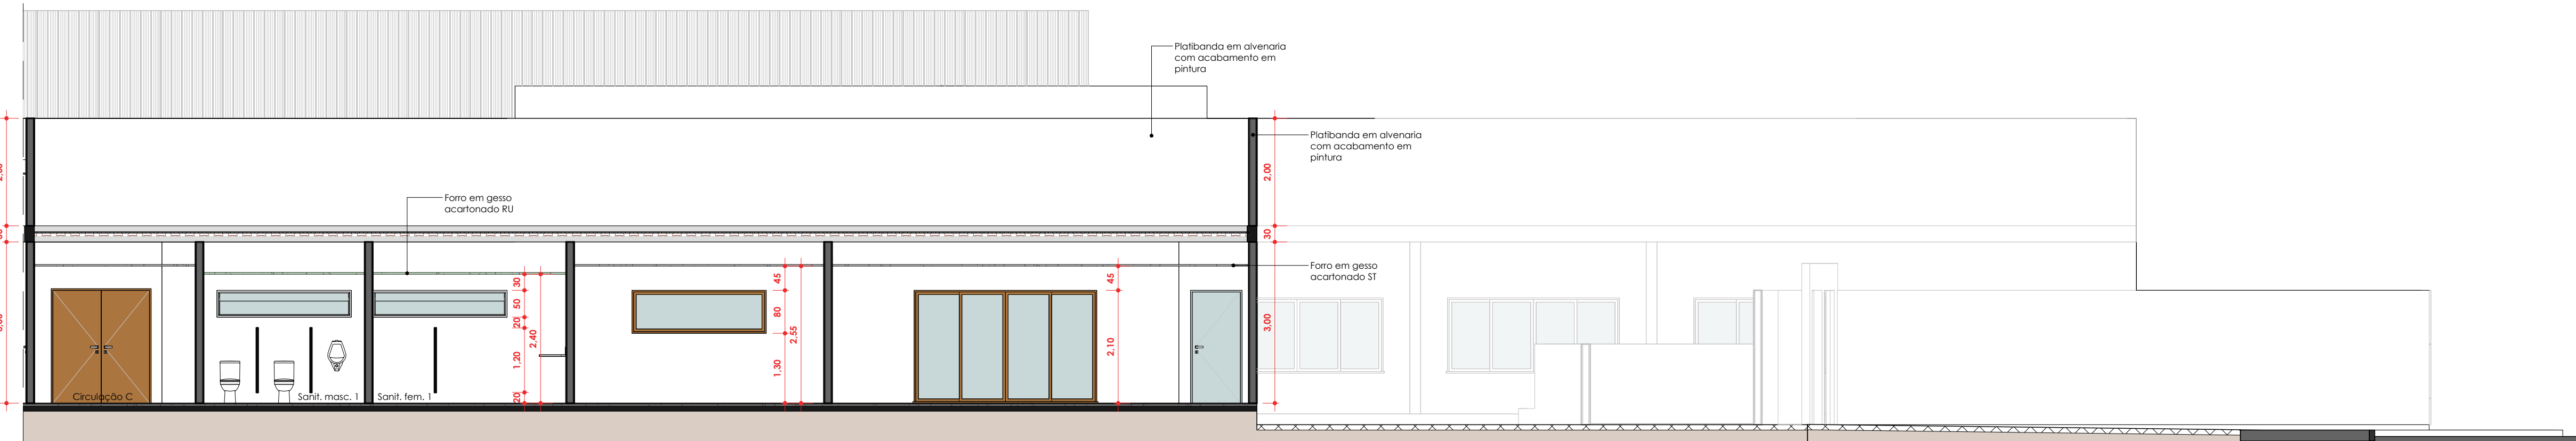 Platibanda em alvenaria
com acabamento em
pintura
Platibanda em alvenaria
com acabamento em
pintura
2,00
Forro em gesso
acartonado RU
30
Forro em gesso
acartonado ST
30
50
20
1,20
20
2,40
45
80
1,30
2,55
45
2,10
3,00
Circulação C
Sanit. masc. 1
Sanit. fem. 1